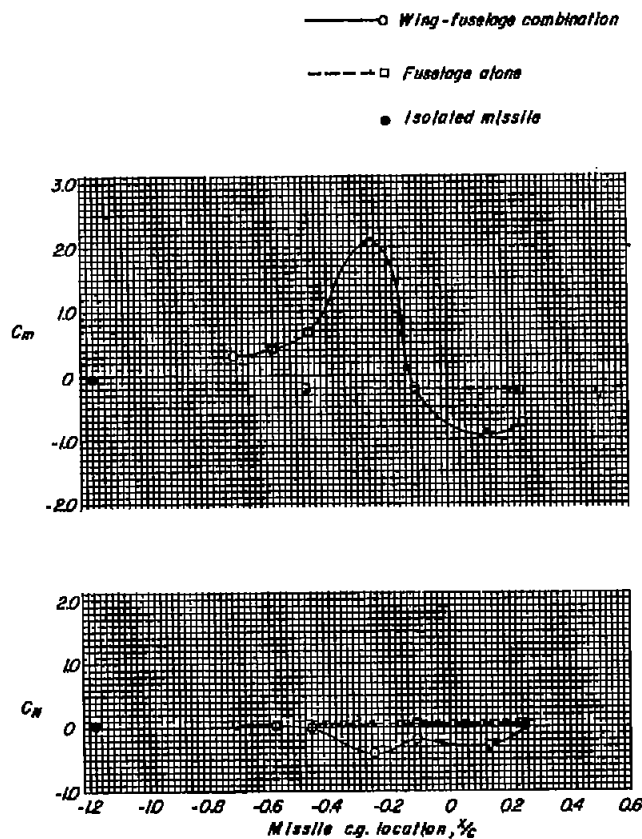 Wing-fuselage combination
Fuselage alone
Isolated missile
3.0
2.0
1.0
Cm
0
-1.0
-2.0
2.0
1.0
CN
0
-1.0
-1.2 -1.0 -0.8 -0.6 -0.4 -0.2 0 0.2 0.4 0.6
Missile c.g. location, x/c